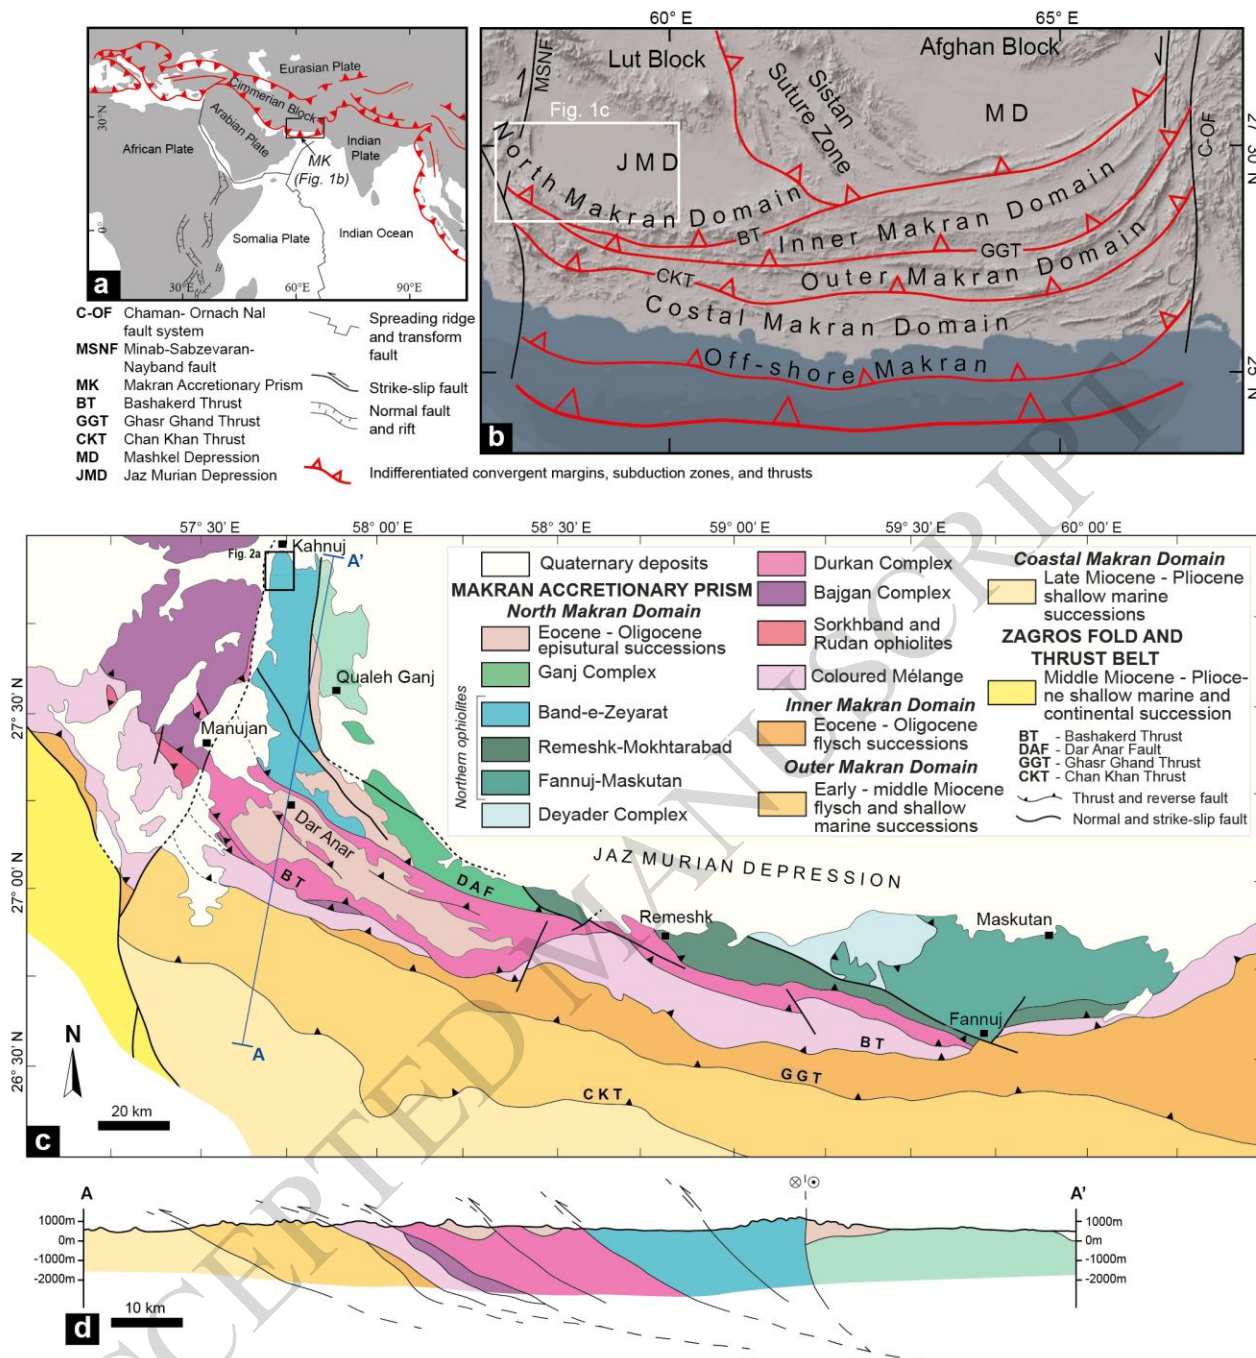 Eurasian Plate
Cimmerian Block
Arabian Plate
African Plate
Indian Plate
MK
(Fig. 1b)
Somalia Plate
Indian Ocean
30°N
0°
30°E
60°E
90°E
a
60° E
65° E
MSNF
Lut Block
Afghan Block
Sistan
Suture Zone
M D
Fig. 1c
J M D
North Makran Domain
BT
Inner Makran Domain
GGT
CKT
Outer Makran Domain
Costal Makran Domain
Off-shore Makran
C-OF
27°30 N
25 N
b
C-OF Chaman- Ornach Nal
fault system
MSNF Minab-Sabzevaran-
Nayband fault
MK Makran Accretionary Prism
BT Bashakerd Thrust
GGT Ghasr Ghand Thrust
CKT Chan Khan Thrust
MD Mashkel Depression
JMD Jaz Murian Depression
Spreading ridge
and transform
fault
Strike-slip fault
Normal fault
and rift
Indifferentiated convergent margins, subduction zones, and thrusts
57° 30' E
58° 00' E
58° 30' E
59° 00' E
59° 30' E
60° 00' E
27° 30' N
27° 00' N
26° 30' N
Fig. 2a
Kahnuj
A'
Qualeh Ganj
Manujan
Dar Anar
BT
DAF
JAZ MURIAN DEPRESSION
Remeshk
Maskutan
Fannuj
BT
GGT
CKT
A
N
20 km
c
Quaternary deposits
MAKRAN ACCRETIONARY PRISM
North Makran Domain
Eocene - Oligocene
episutural successions
Ganj Complex
Northern ophiolites
Band-e-Zeyarat
Remeshk-Mokhtarabad
Fannuj-Maskutan
Deyader Complex
Durkan Complex
Bajgan Complex
Sorkhband and
Rudan ophiolites
Coloured Mélange
Inner Makran Domain
Eocene - Oligocene
flysch successions
Outer Makran Domain
Early - middle Miocene
flysch and shallow
marine successions
Coastal Makran Domain
Late Miocene - Pliocene
shallow marine
successions
ZAGROS FOLD AND
THRUST BELT
Middle Miocene - Plioce-
ne shallow marine and
continental succession
BT - Bashakerd Thrust
DAF - Dar Anar Fault
GGT - Ghasr Ghand Thrust
CKT - Chan Khan Thrust
Thrust and reverse fault
Normal and strike-slip fault
A
A'
1000m
0m
-1000m
-2000m
1000m
0m
-1000m
-2000m
10 km
d
ACCEPTED MANUSCRIPT